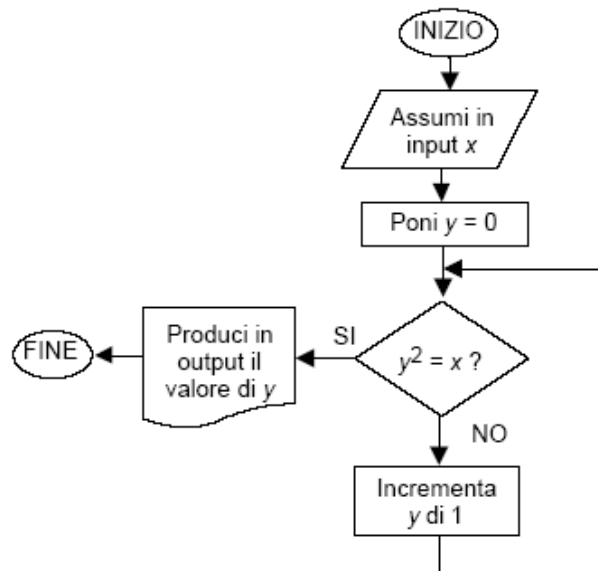 INIZIO
Assumi in
input x
Poni y = 0
y² = x ?
SI
Produci in
output il
valore di y
FINE
NO
Incrementa
y di 1